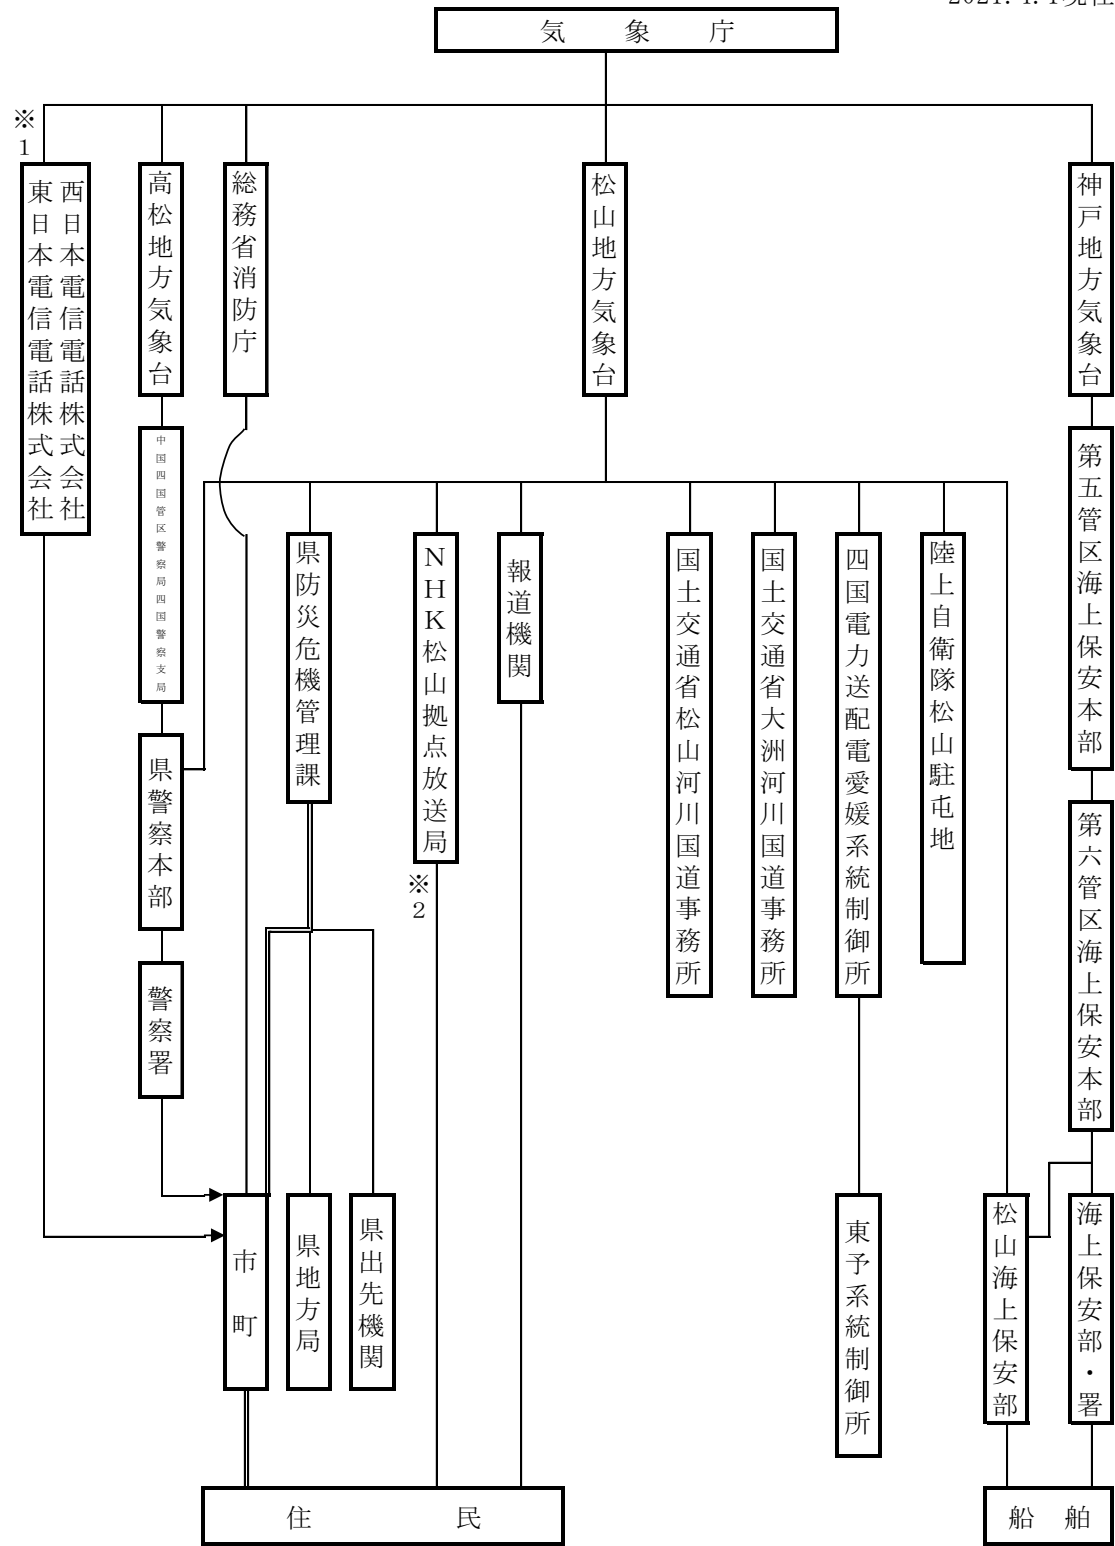 2021.4.1現在
気象庁
※1
東日本電信電話株式会社
西日本電信電話株式会社
高松地方気象台
総務省消防庁
松山地方気象台
神戸地方気象台
中国四国管区警察局四国警察支局
第五管区海上保安本部
県防災危機管理課
NHK松山拠点放送局
報道機関
国土交通省松山河川国道事務所
国土交通省大洲河川国道事務所
四国電力送配電愛媛系統制御所
陸上自衛隊松山駐屯地
県警察本部
第六管区海上保安本部
※2
警察署
市町
県地方局
県出先機関
東予系統制御所
松山海上保安部
海上保安部・署
住民
船舶